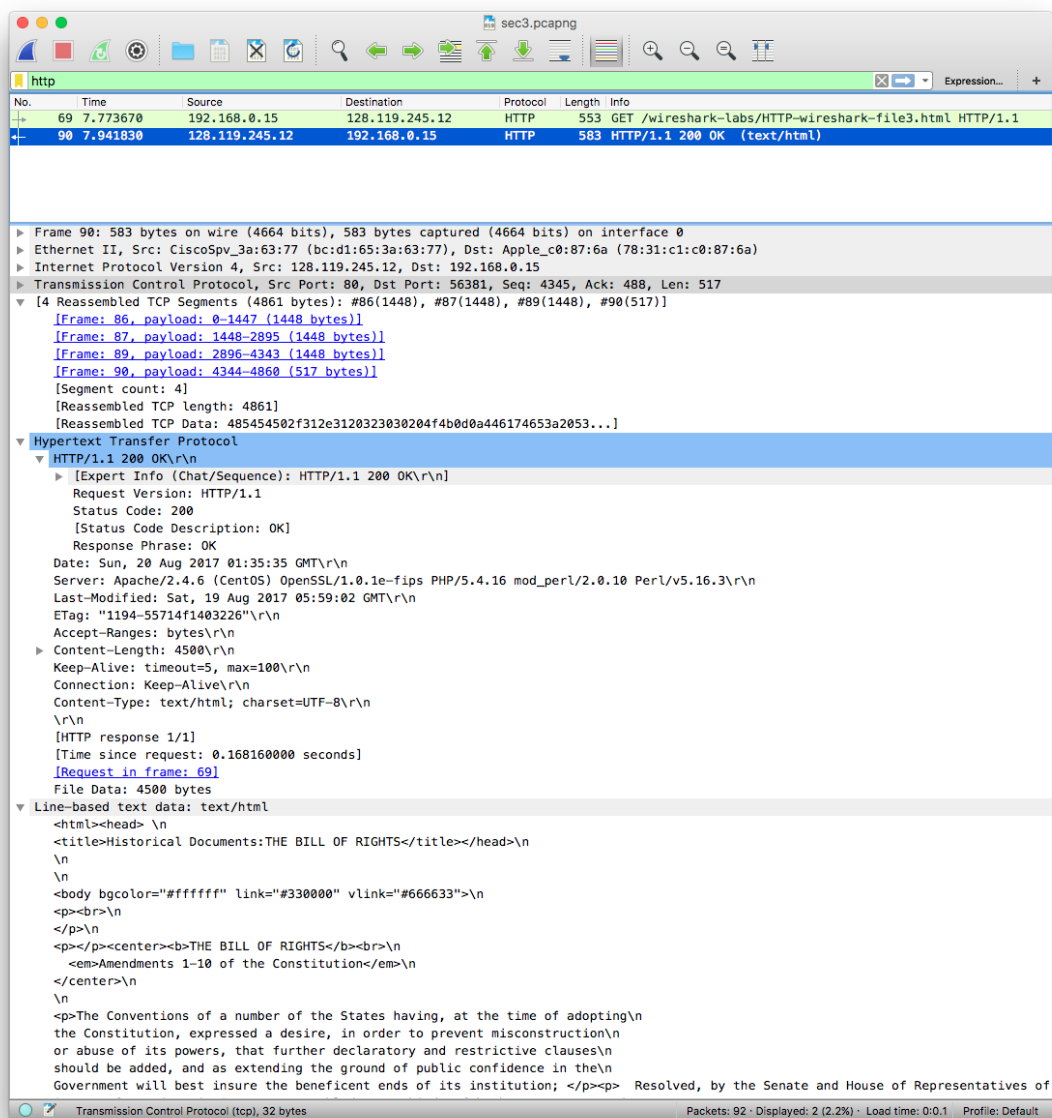 sec3.pcapng
http
Expression...
+
No. Time Source Destination Protocol Length Info
69 7.773670 192.168.0.15 128.119.245.12 HTTP 553 GET /wireshark-labs/HTTP-wireshark-file3.html HTTP/1.1
90 7.941830 128.119.245.12 192.168.0.15 HTTP 583 HTTP/1.1 200 OK (text/html)
Frame 90: 583 bytes on wire (4664 bits), 583 bytes captured (4664 bits) on interface 0
Ethernet II, Src: CiscoSpv_3a:63:77 (bc:d1:65:3a:63:77), Dst: Apple_c0:87:6a (78:31:c1:c0:87:6a)
Internet Protocol Version 4, Src: 128.119.245.12, Dst: 192.168.0.15
Transmission Control Protocol, Src Port: 80, Dst Port: 56381, Seq: 4345, Ack: 488, Len: 517
[4 Reassembled TCP Segments (4861 bytes): #86(1448), #87(1448), #89(1448), #90(517)]
[Frame: 86, payload: 0-1447 (1448 bytes)]
[Frame: 87, payload: 1448-2895 (1448 bytes)]
[Frame: 89, payload: 2896-4343 (1448 bytes)]
[Frame: 90, payload: 4344-4860 (517 bytes)]
[Segment count: 4]
[Reassembled TCP length: 4861]
[Reassembled TCP Data: 485454502f312e3120323030204f4b0d0a446174653a2053...]
Hypertext Transfer Protocol
HTTP/1.1 200 OK\r\n
[Expert Info (Chat/Sequence): HTTP/1.1 200 OK\r\n]
Request Version: HTTP/1.1
Status Code: 200
[Status Code Description: OK]
Response Phrase: OK
Date: Sun, 20 Aug 2017 01:35:35 GMT\r\n
Server: Apache/2.4.6 (CentOS) OpenSSL/1.0.1e-fips PHP/5.4.16 mod_perl/2.0.10 Perl/v5.16.3\r\n
Last-Modified: Sat, 19 Aug 2017 05:59:02 GMT\r\n
ETag: "1194-55714f1403226"\r\n
Accept-Ranges: bytes\r\n
Content-Length: 4500\r\n
Keep-Alive: timeout=5, max=100\r\n
Connection: Keep-Alive\r\n
Content-Type: text/html; charset=UTF-8\r\n
\r\n
[HTTP response 1/1]
[Time since request: 0.168160000 seconds]
[Request in frame: 69]
File Data: 4500 bytes
Line-based text data: text/html
<html><head> \n
<title>Historical Documents:THE BILL OF RIGHTS</title></head>\n
\n
\n
<body bgcolor="#ffffff" link="#330000" vlink="#666633">\n
<p><br>\n
</p>\n
<p></p><center><b>THE BILL OF RIGHTS</b><br>\n
<em>Amendments 1-10 of the Constitution</em>\n
</center>\n
\n
<p>The Conventions of a number of the States having, at the time of adopting\n
the Constitution, expressed a desire, in order to prevent misconstruction\n
or abuse of its powers, that further declaratory and restrictive clauses\n
should be added, and as extending the ground of public confidence in the\n
Government will best insure the beneficent ends of its institution; </p><p> Resolved, by the Senate and House of Representatives of
Transmission Control Protocol (tcp), 32 bytes
Packets: 92 · Displayed: 2 (2.2%) · Load time: 0:0.1 Profile: Default